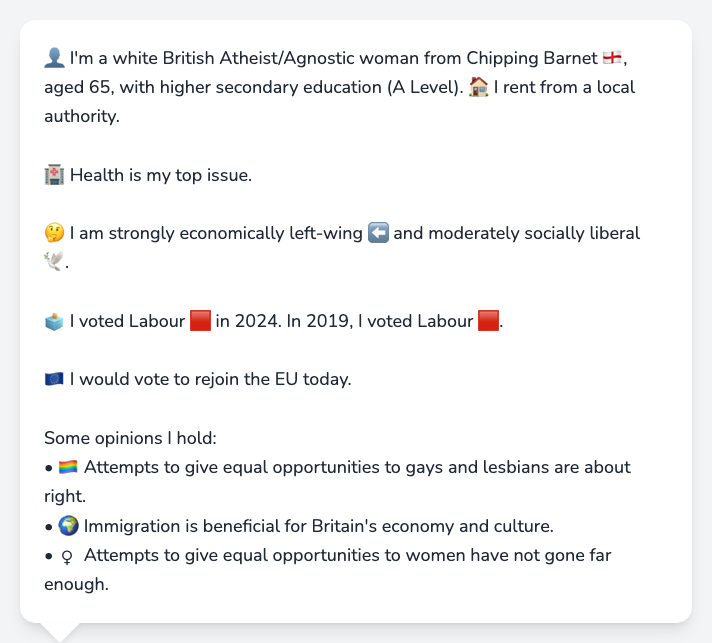 👤 I'm a white British Atheist/Agnostic woman from Chipping Barnet 🏴󠁧󠁢󠁥󠁮󠁧󠁿,
aged 65, with higher secondary education (A Level). 🏠 I rent from a local
authority.
🏥 Health is my top issue.
🤔 I am strongly economically left-wing ⬅️ and moderately socially liberal
🕊️.
🗳️ I voted Labour 🟥 in 2024. In 2019, I voted Labour 🟥.
🇪🇺 I would vote to rejoin the EU today.
Some opinions I hold:
• 🏳️‍🌈 Attempts to give equal opportunities to gays and lesbians are about
right.
• 🌍 Immigration is beneficial for Britain's economy and culture.
• ♀ Attempts to give equal opportunities to women have not gone far
enough.